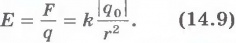 E = F/q = k |q₀|/r². (14.9)